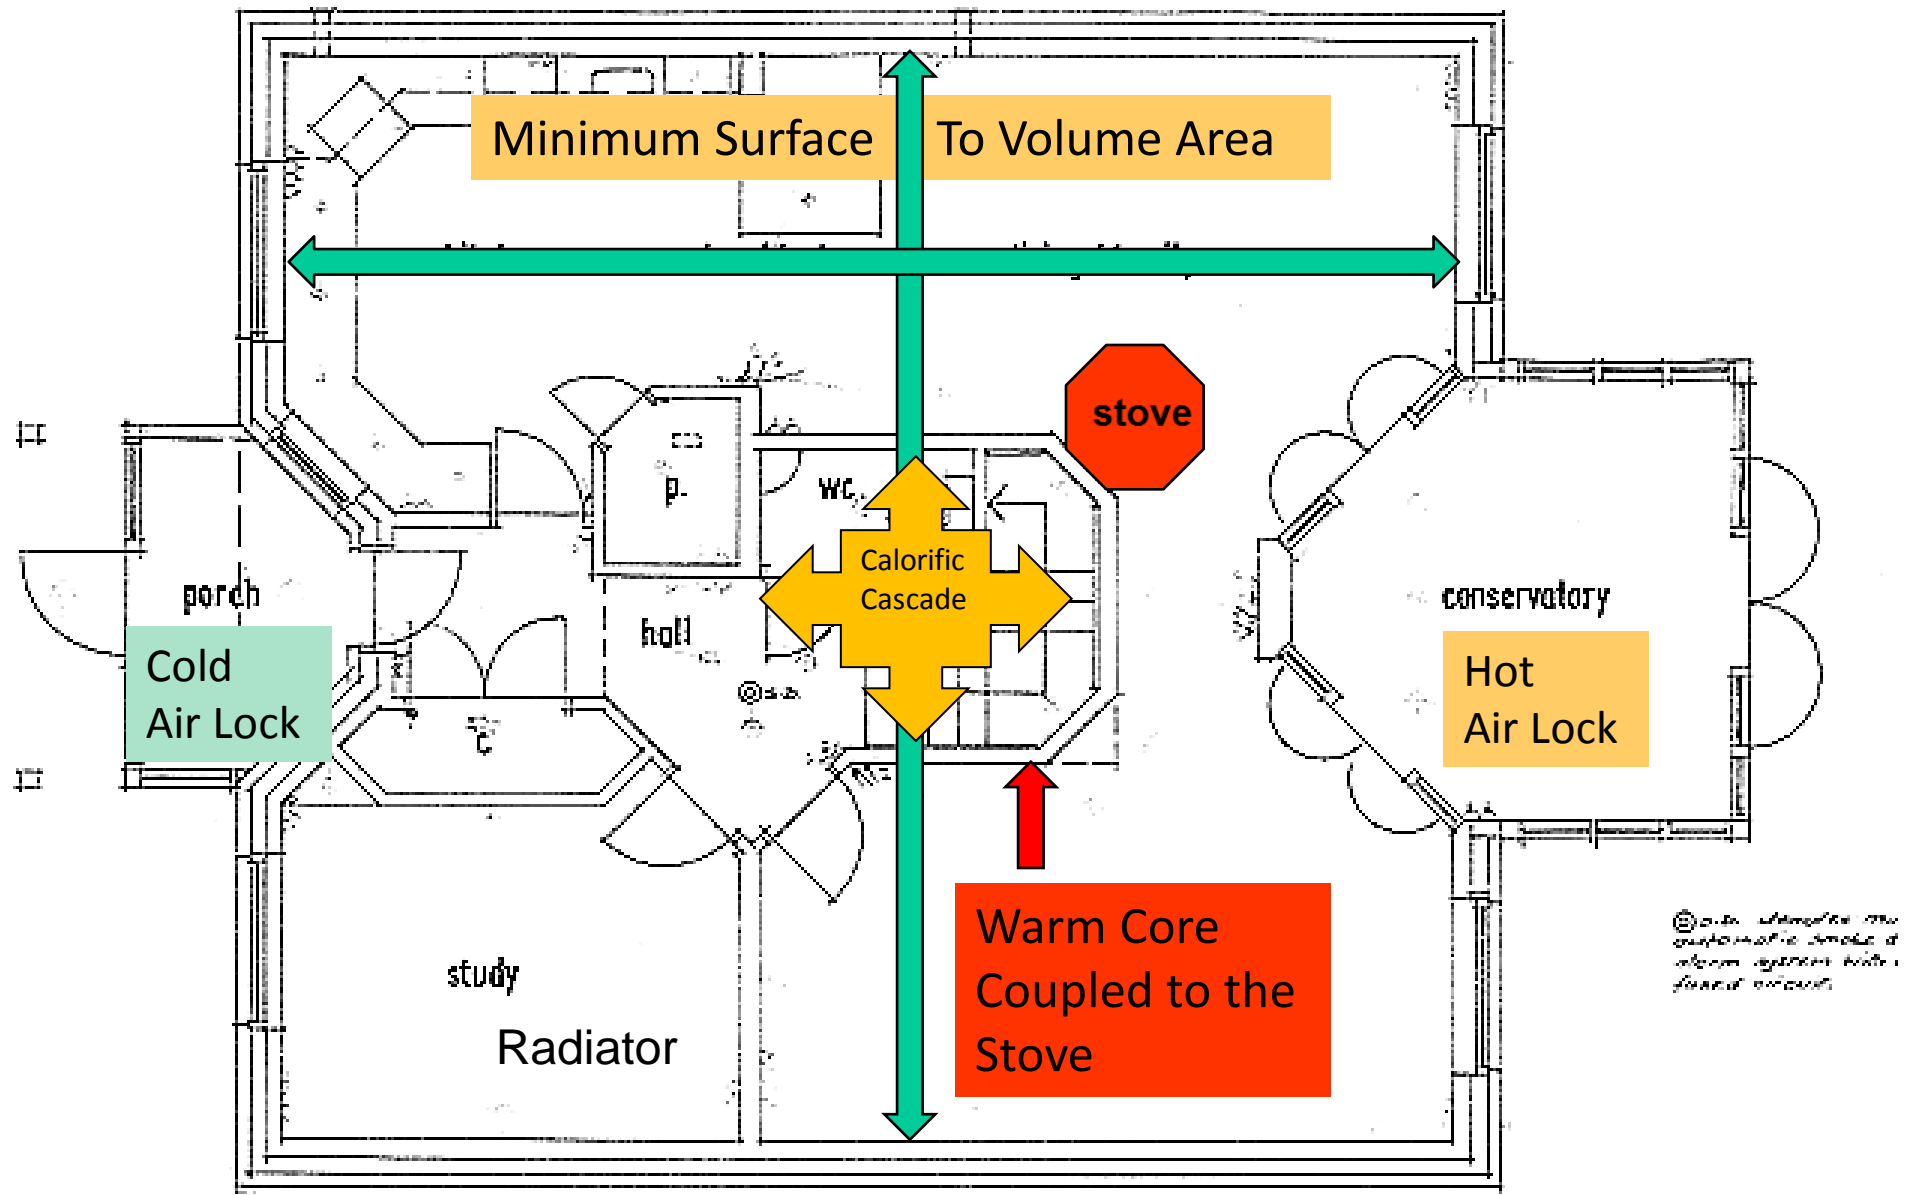 Minimum Surface To Volume Area
stove
p.
wc.
Calorific
Cascade
porch
hall
conservatory
Cold
Air Lock
Hot
Air Lock
c
study
Radiator
Warm Core
Coupled to the
Stove